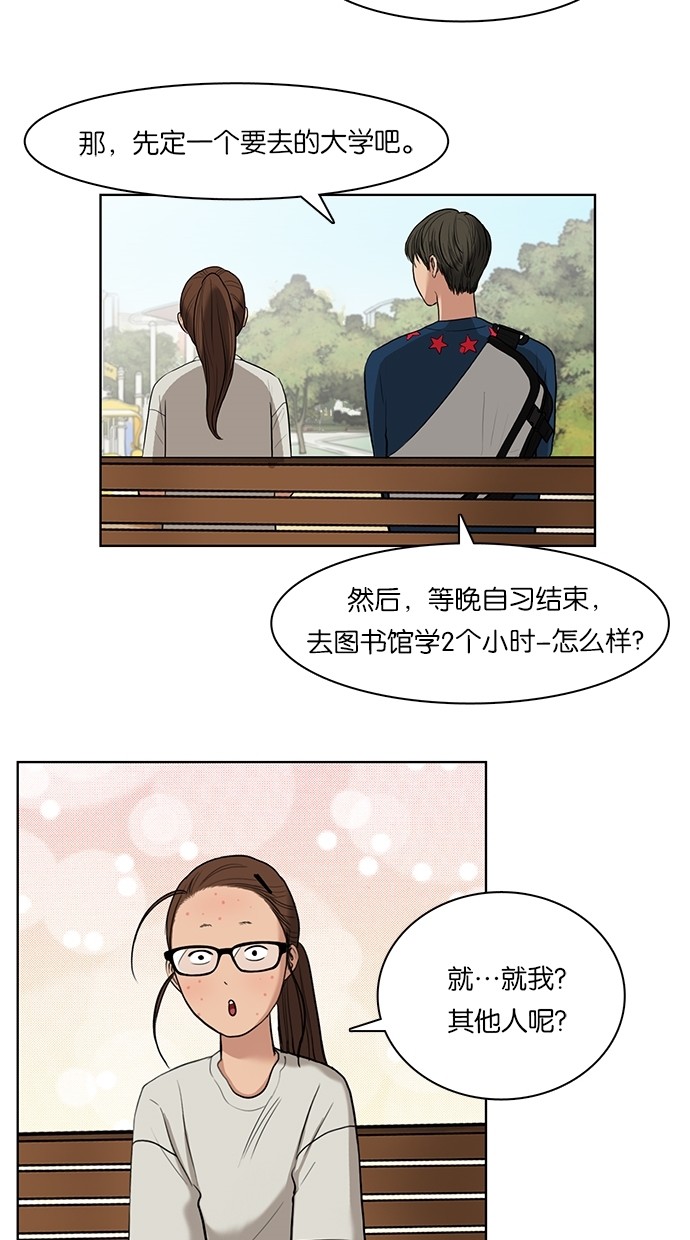 那，先定一个要去的大学吧。
然后，等晚自习结束，
去图书馆学2个小时-怎么样?
就…就我?
其他人呢?